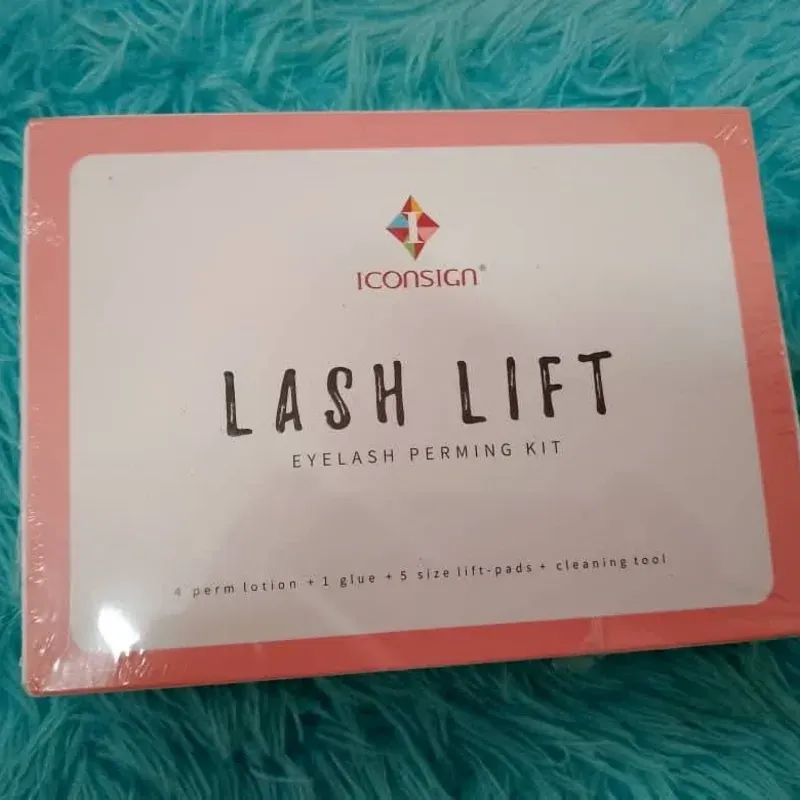 I
ICONSIGN®
LASH LIFT
EYELASH PERMING KIT
4 perm lotion + 1 glue + 5 size lift-pads + cleaning tool